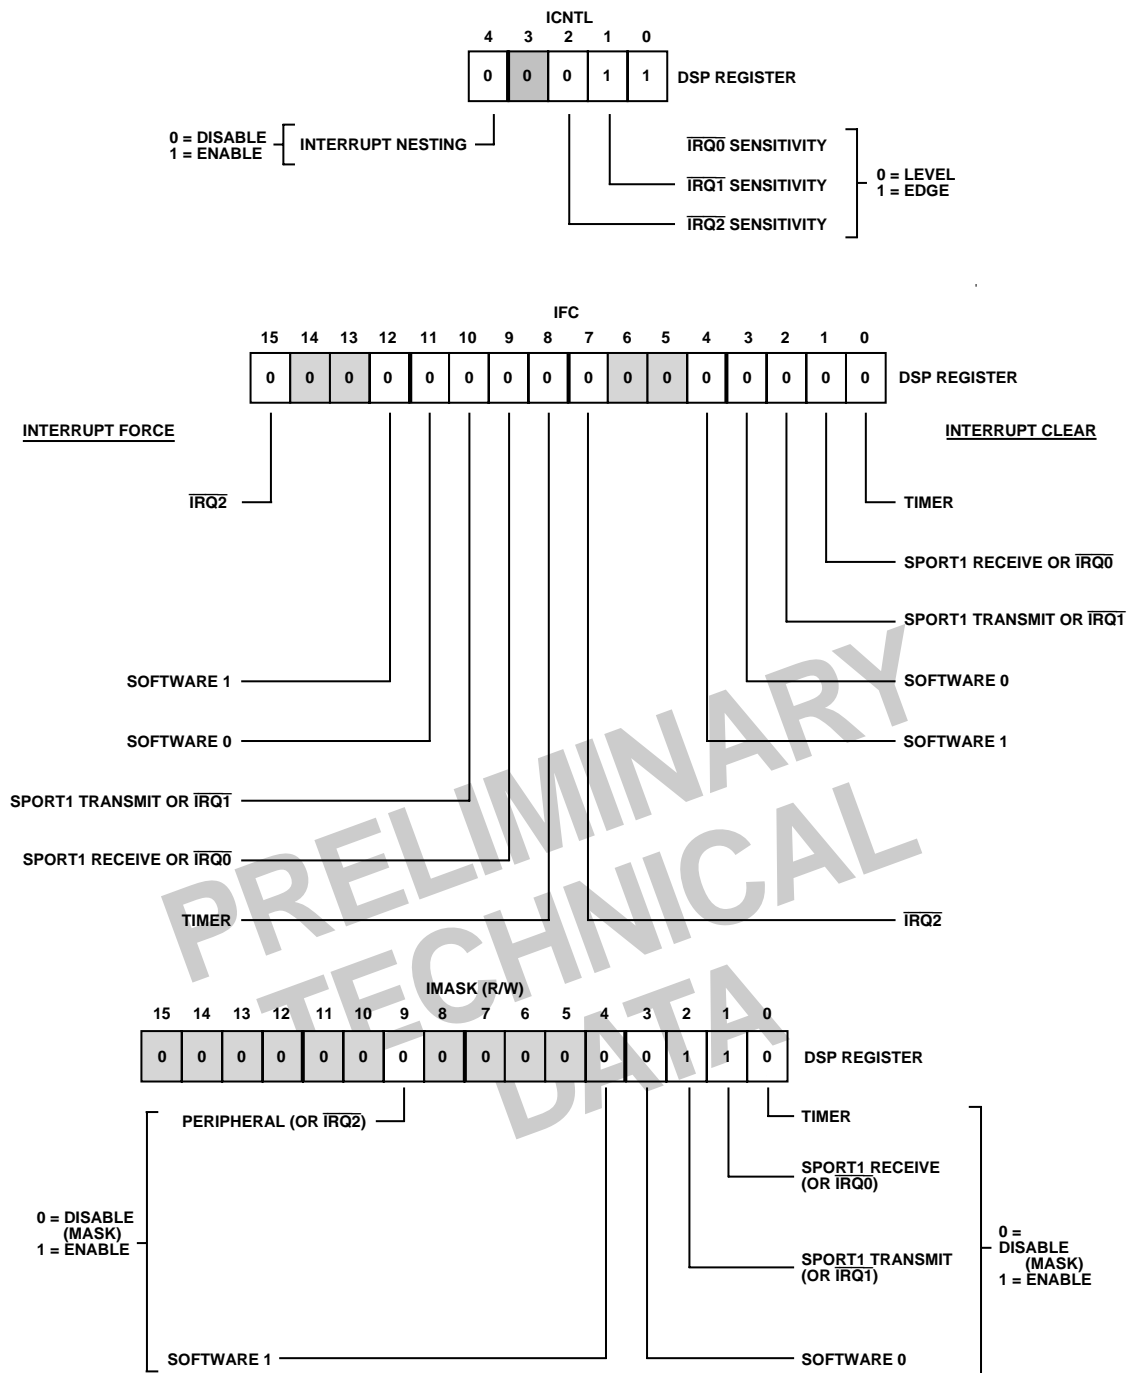 ICNTL
4 3 2 1 0
0 0 0 1 1 DSP REGISTER
0 = DISABLE
1 = ENABLE
INTERRUPT NESTING
IRQ0 SENSITIVITY
IRQ1 SENSITIVITY
IRQ2 SENSITIVITY
0 = LEVEL
1 = EDGE
IFC
15 14 13 12 11 10 9 8 7 6 5 4 3 2 1 0
0 0 0 0 0 0 0 0 0 0 0 0 0 0 0 0 DSP REGISTER
INTERRUPT FORCE
INTERRUPT CLEAR
IRQ2
TIMER
SPORT1 RECEIVE OR IRQ0
SPORT1 TRANSMIT OR IRQ1
SOFTWARE 1
SOFTWARE 0
SOFTWARE 0
SOFTWARE 1
SPORT1 TRANSMIT OR IRQ1
SPORT1 RECEIVE OR IRQ0
TIMER
IRQ2
PRELIMINARY
TECHNICAL
DATA
IMASK (R/W)
15 14 13 12 11 10 9 8 7 6 5 4 3 2 1 0
0 0 0 0 0 0 0 0 0 0 0 0 0 1 1 0 DSP REGISTER
PERIPHERAL (OR IRQ2)
TIMER
SPORT1 RECEIVE
(OR IRQ0)
0 = DISABLE
(MASK)
1 = ENABLE
0 =
DISABLE
(MASK)
1 = ENABLE
SPORT1 TRANSMIT
(OR IRQ1)
SOFTWARE 1
SOFTWARE 0